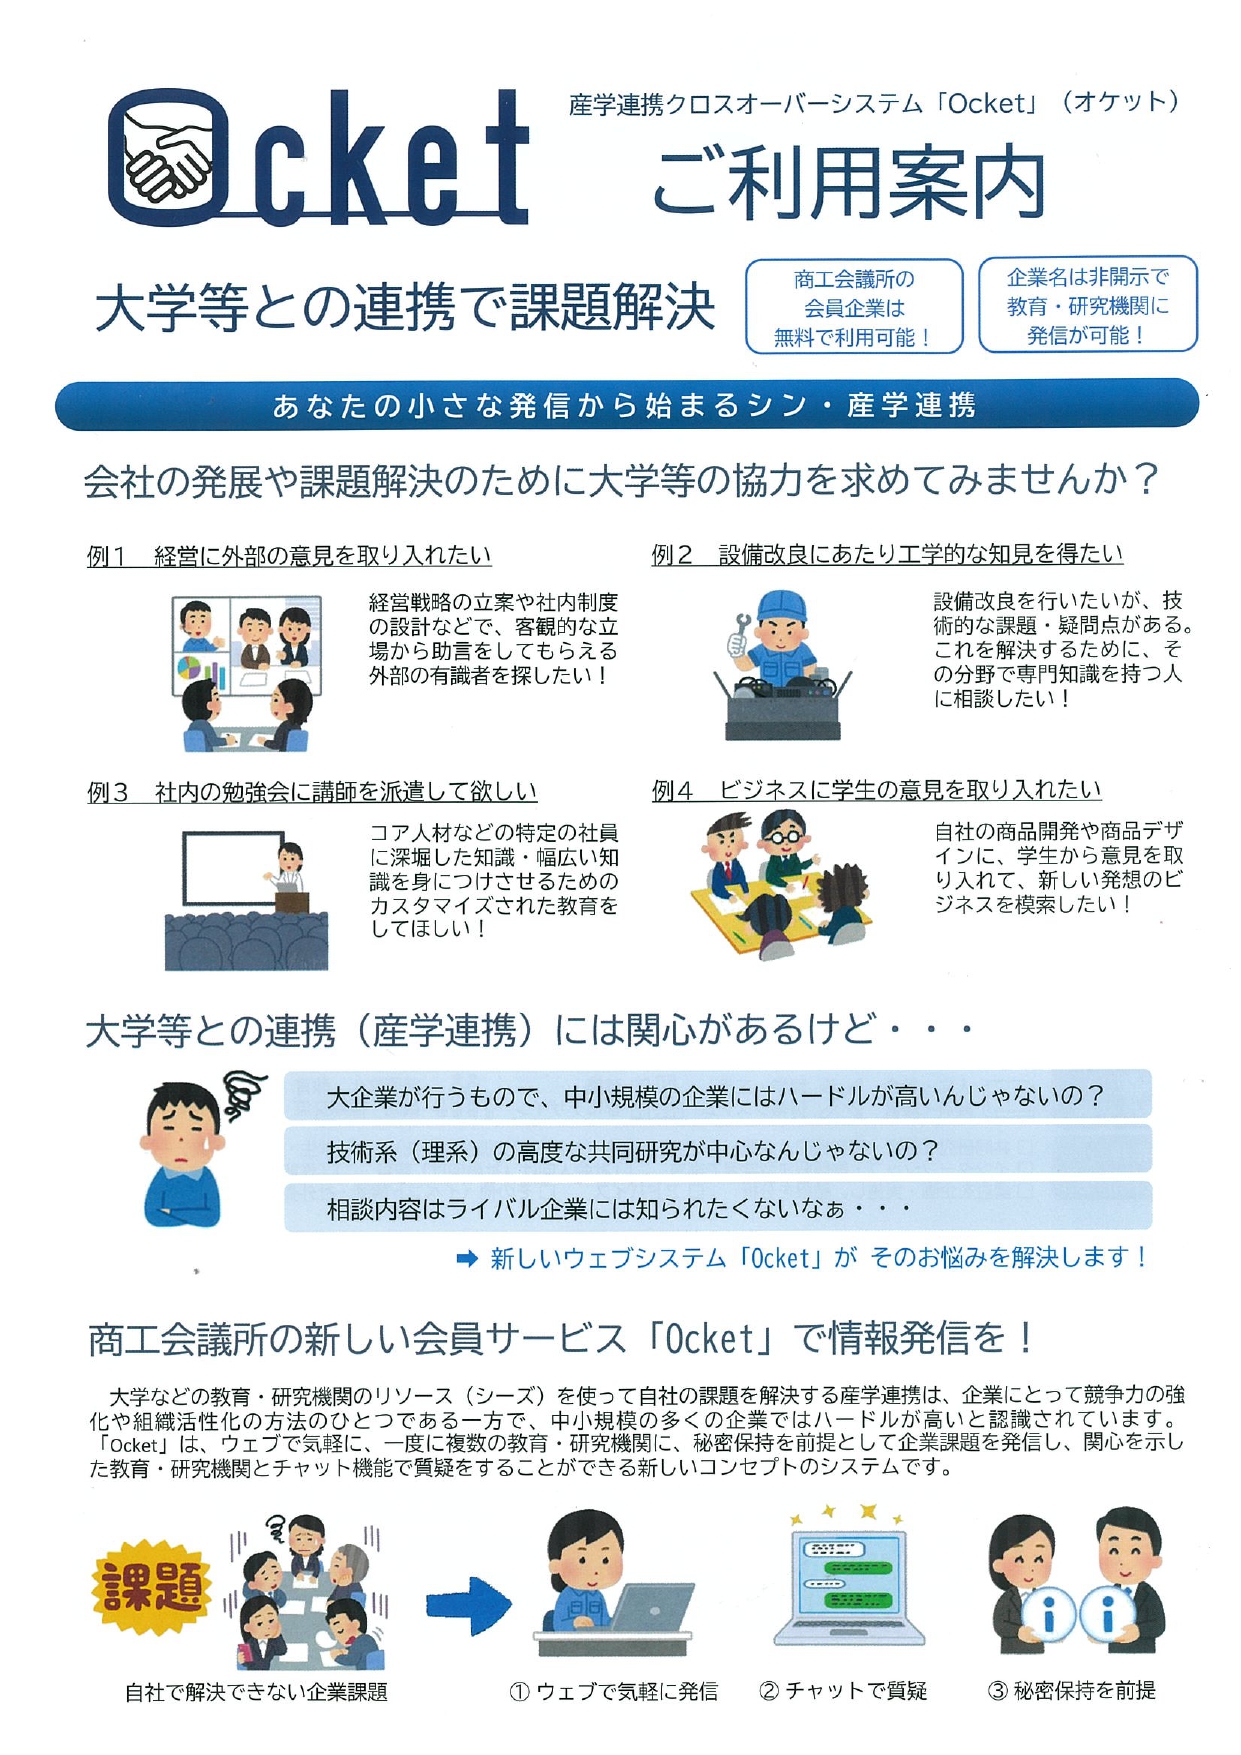 Ocket
産学連携クロスオーバーシステム「Ocket」（オケット）
ご利用案内
大学等との連携で課題解決
商工会議所の
会員企業は
無料で利用可能！
企業名は非開示で
教育・研究機関に
発信が可能！
あなたの小さな発信から始まるシン・産学連携
会社の発展や課題解決のために大学等の協力を求めてみませんか？
例１　経営に外部の意見を取り入れたい
経営戦略の立案や社内制度
の設計などで、客観的な立
場から助言をしてもらえる
外部の有識者を探したい！
例２　設備改良にあたり工学的な知見を得たい
設備改良を行いたいが、技
術的な課題・疑問点がある。
これを解決するために、そ
の分野で専門知識を持つ人
に相談したい！
例３　社内の勉強会に講師を派遣して欲しい
コア人材などの特定の社員
に深堀した知識・幅広い知
識を身につけさせるための
カスタマイズされた教育を
してほしい！
例４　ビジネスに学生の意見を取り入れたい
自社の商品開発や商品デザ
インに、学生から意見を取
り入れて、新しい発想のビ
ジネスを模索したい！
大学等との連携（産学連携）には関心があるけど・・・
大企業が行うもので、中小規模の企業にはハードルが高いんじゃないの？
技術系（理系）の高度な共同研究が中心なんじゃないの？
相談内容はライバル企業には知られたくないなぁ・・・
➡ 新しいウェブシステム「Ocket」が そのお悩みを解決します！
商工会議所の新しい会員サービス「Ocket」で情報発信を！
大学などの教育・研究機関のリソース（シーズ）を使って自社の課題を解決する産学連携は、企業にとって競争力の強
化や組織活性化の方法のひとつである一方で、中小規模の多くの企業ではハードルが高いと認識されています。
「Ocket」は、ウェブで気軽に、一度に複数の教育・研究機関に、秘密保持を前提として企業課題を発信し、関心を示し
た教育・研究機関とチャット機能で質疑をすることができる新しいコンセプトのシステムです。
課題
自社で解決できない企業課題
① ウェブで気軽に発信
② チャットで質疑
③ 秘密保持を前提